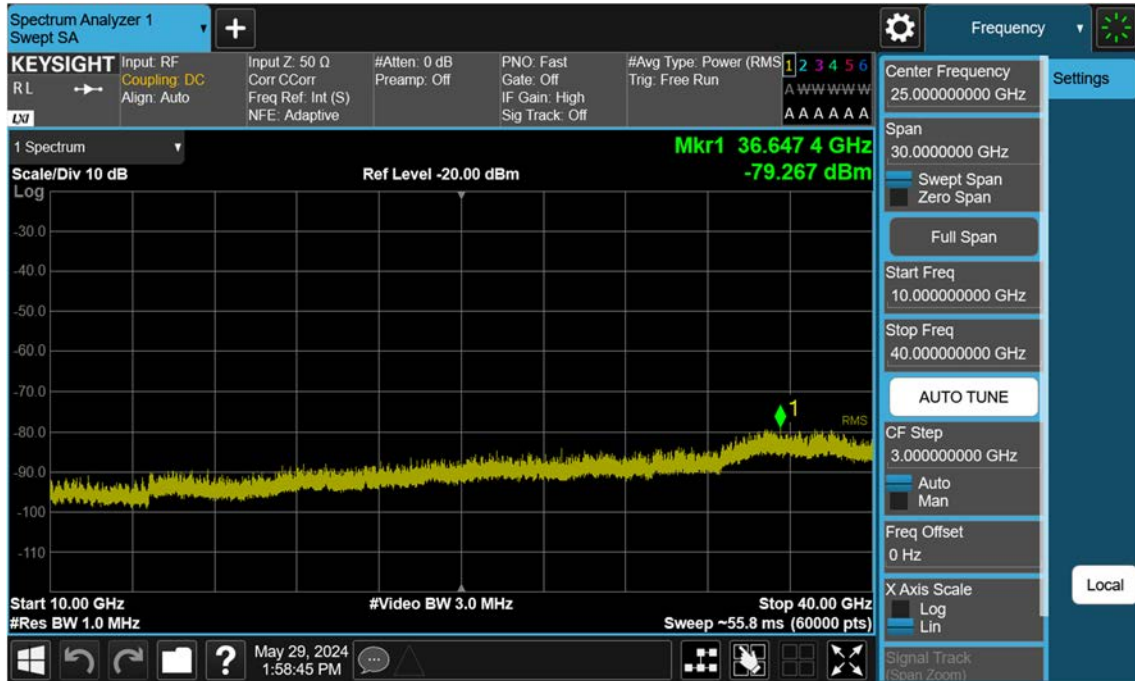 Spectrum Analyzer 1
Swept SA
+
Frequency
KEYSIGHT
R L
LXI
Input: RF
Coupling: DC
Align: Auto
Input Z: 50 Ω
Corr CCorr
Freq Ref: Int (S)
NFE: Adaptive
#Atten: 0 dB
Preamp: Off
PNO: Fast
Gate: Off
IF Gain: High
Sig Track: Off
#Avg Type: Power (RMS
Trig: Free Run
1 2 3 4 5 6
A W W W W W
A A A A A A
1 Spectrum
Scale/Div 10 dB
Ref Level -20.00 dBm
Mkr1 36.647 4 GHz
-79.267 dBm
Log
-30.0
-40.0
-50.0
-60.0
-70.0
-80.0
-90.0
-100
-110
1
RMS
Start 10.00 GHz
#Res BW 1.0 MHz
#Video BW 3.0 MHz
Stop 40.00 GHz
Sweep ~55.8 ms (60000 pts)
Center Frequency
25.000000000 GHz
Span
30.0000000 GHz
Swept Span
Zero Span
Full Span
Start Freq
10.000000000 GHz
Stop Freq
40.000000000 GHz
AUTO TUNE
CF Step
3.000000000 GHz
Auto
Man
Freq Offset
0 Hz
X Axis Scale
Log
Lin
Signal Track
(Span Zoom)
Settings
Local
?
May 29, 2024
1:58:45 PM